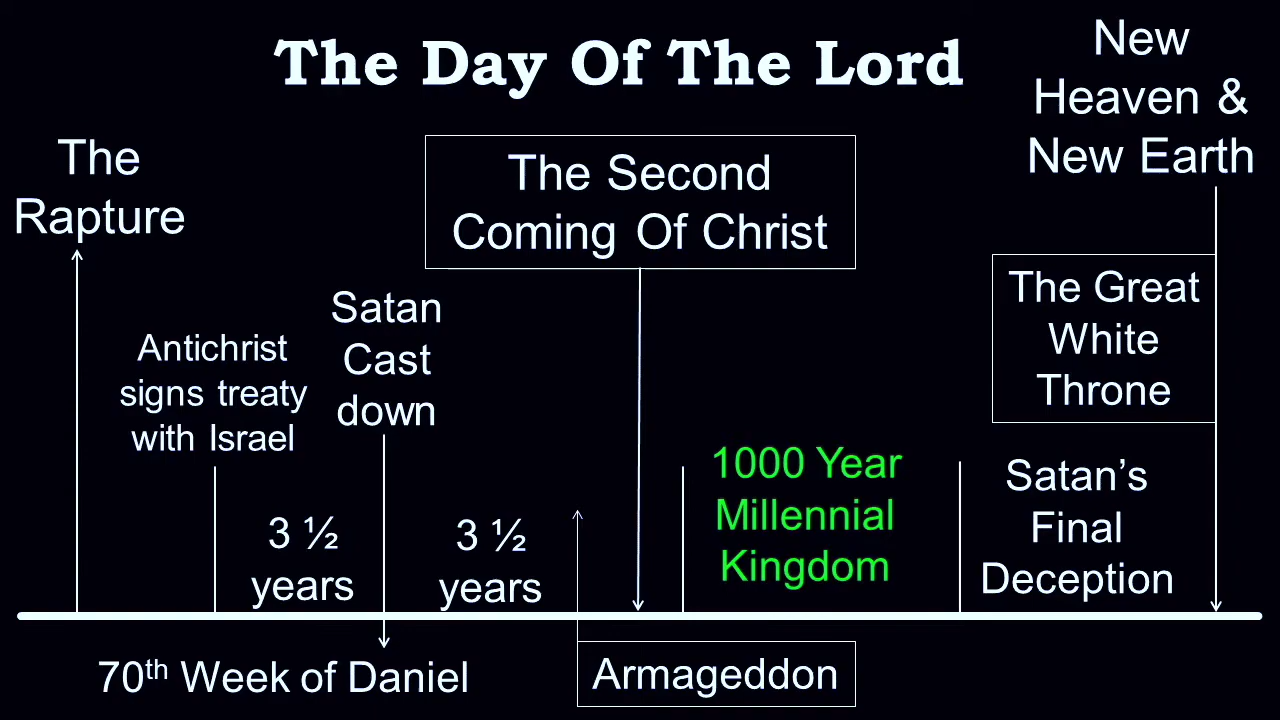 The Day Of The Lord
New
Heaven &
New Earth
The
Rapture
The Second
Coming Of Christ
Antichrist
signs treaty
with Israel
Satan
Cast
down
The Great
White
Throne
3 ½
years
3 ½
years
1000 Year
Millennial
Kingdom
Satan’s
Final
Deception
70th Week of Daniel
Armageddon